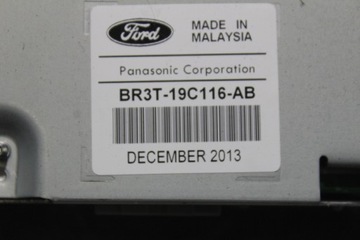 Ford
MADE IN
MALAYSIA
Panasonic Corporation
BR3T-19C116-AB
DECEMBER 2013